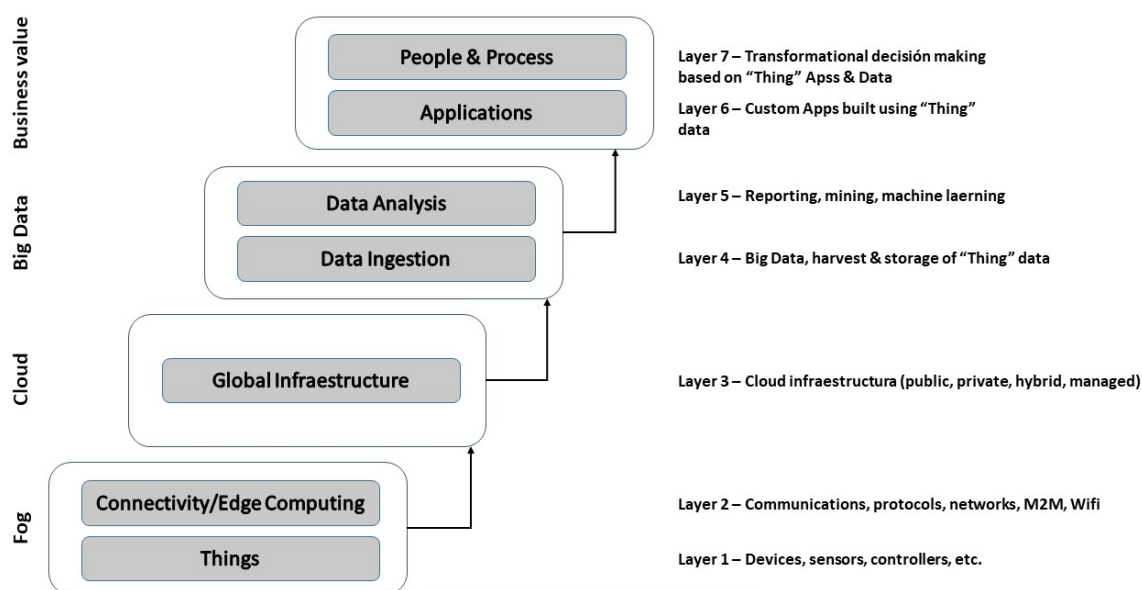 Business value
People & Process
Applications
Layer 7 – Transformational decisión making
based on “Thing” Apss & Data
Layer 6 – Custom Apps built using “Thing”
data
Big Data
Data Analysis
Data Ingestion
Layer 5 – Reporting, mining, machine laerning
Layer 4 – Big Data, harvest & storage of “Thing” data
Cloud
Global Infraestructure
Layer 3 – Cloud infraestructura (public, private, hybrid, managed)
Fog
Connectivity/Edge Computing
Things
Layer 2 – Communications, protocols, networks, M2M, Wifi
Layer 1 – Devices, sensors, controllers, etc.